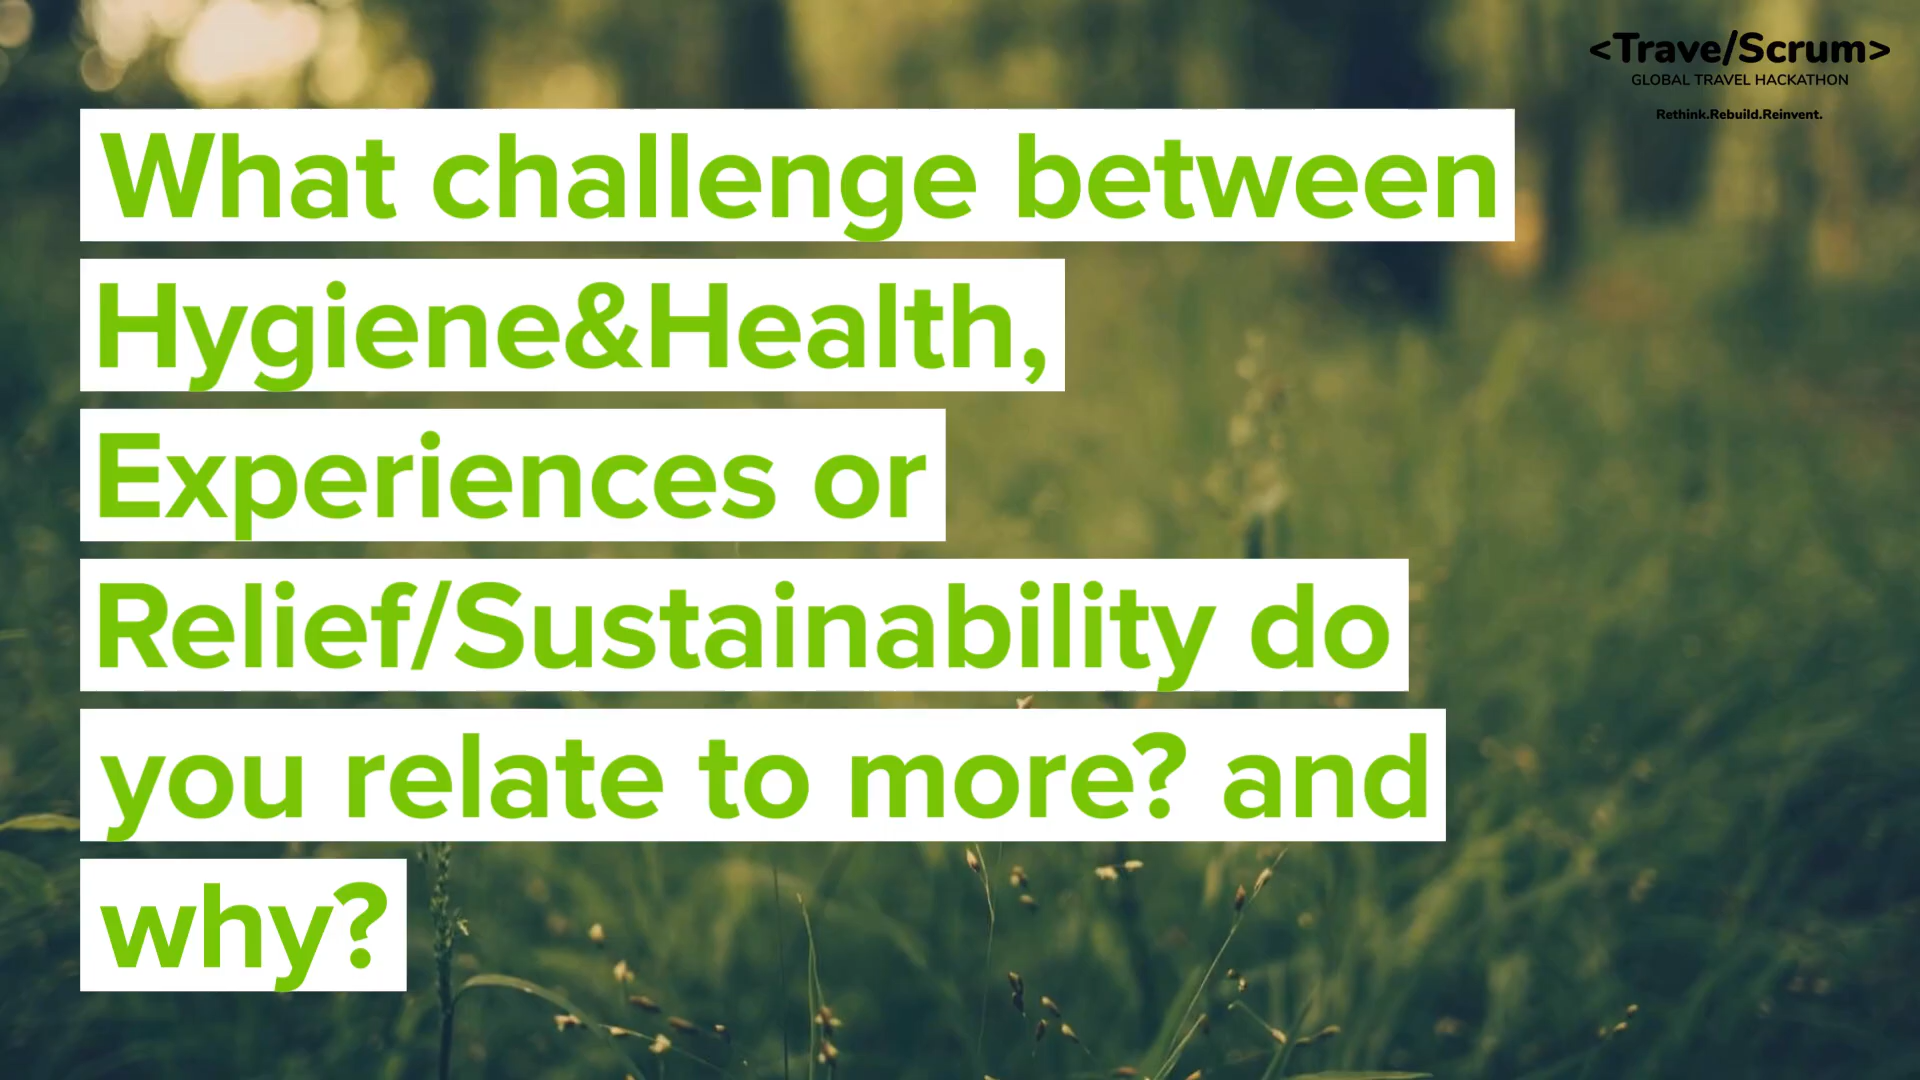 <Trave/Scrum>
GLOBAL TRAVEL HACKATHON
Rethink.Rebuild.Reinvent.
What challenge between
Hygiene&Health,
Experiences or
Relief/Sustainability do
you relate to more? and
why?